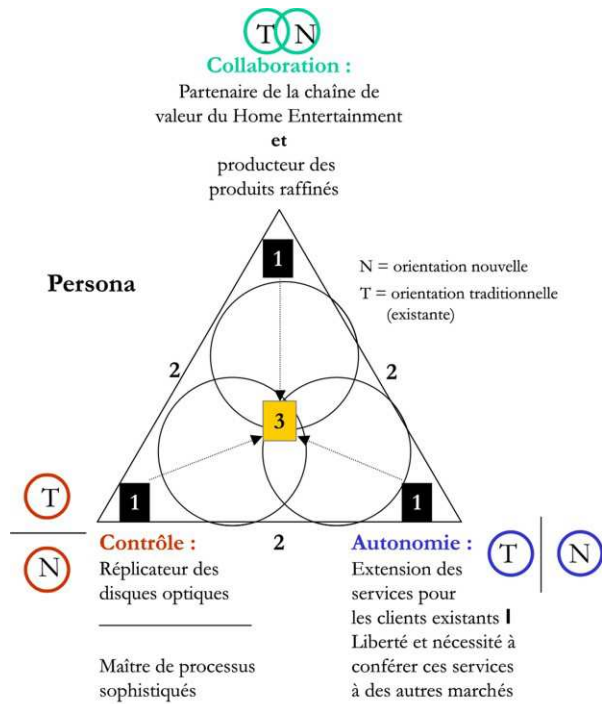 T N
Collaboration :
Partenaire de la chaîne de
valeur du Home Entertainment
et
producteur des
produits raffinés
1
Persona
N = orientation nouvelle
T = orientation traditionnelle
(existante)
2
2
3
1
1
T
N
Contrôle :
Réplicateur des
disques optiques
Maître de processus
sophistiqués
2
Autonomie :
T | N
Extension des
services pour
les clients existants |
Liberté et nécessité à
conférer ces services
à des autres marchés